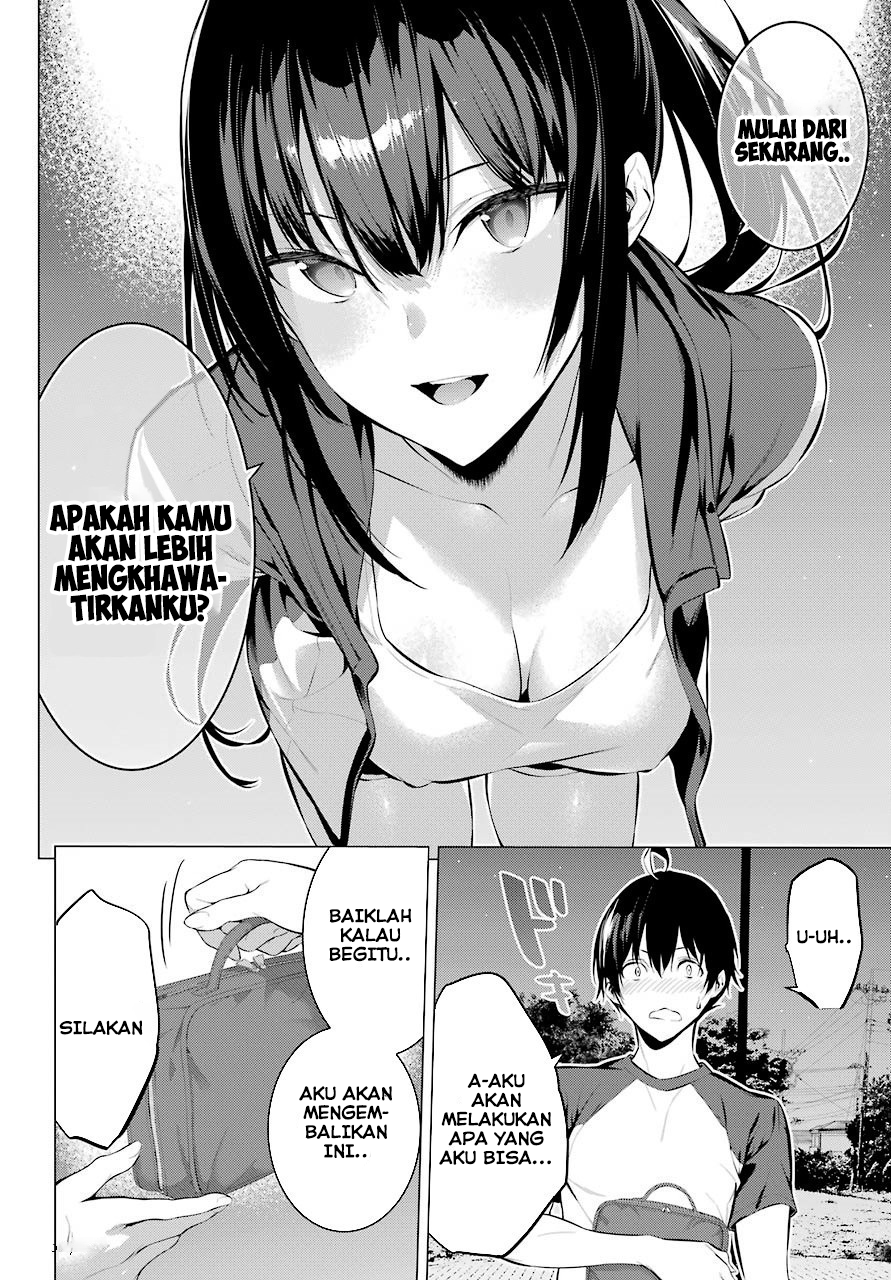 MULAI DARI
SEKARANG..
APAKAH KAMU
AKAN LEBIH
MENGKHAWA-
TIRKANKU?
U-UH..
ドキ
A-AKU
AKAN
MELAKUKAN
APA YANG
AKU BISA...
BAIKLAH
KALAU
BEGITU..
AKU AKAN
MENGEM-
BALIKAN
INI..
SILAKAN